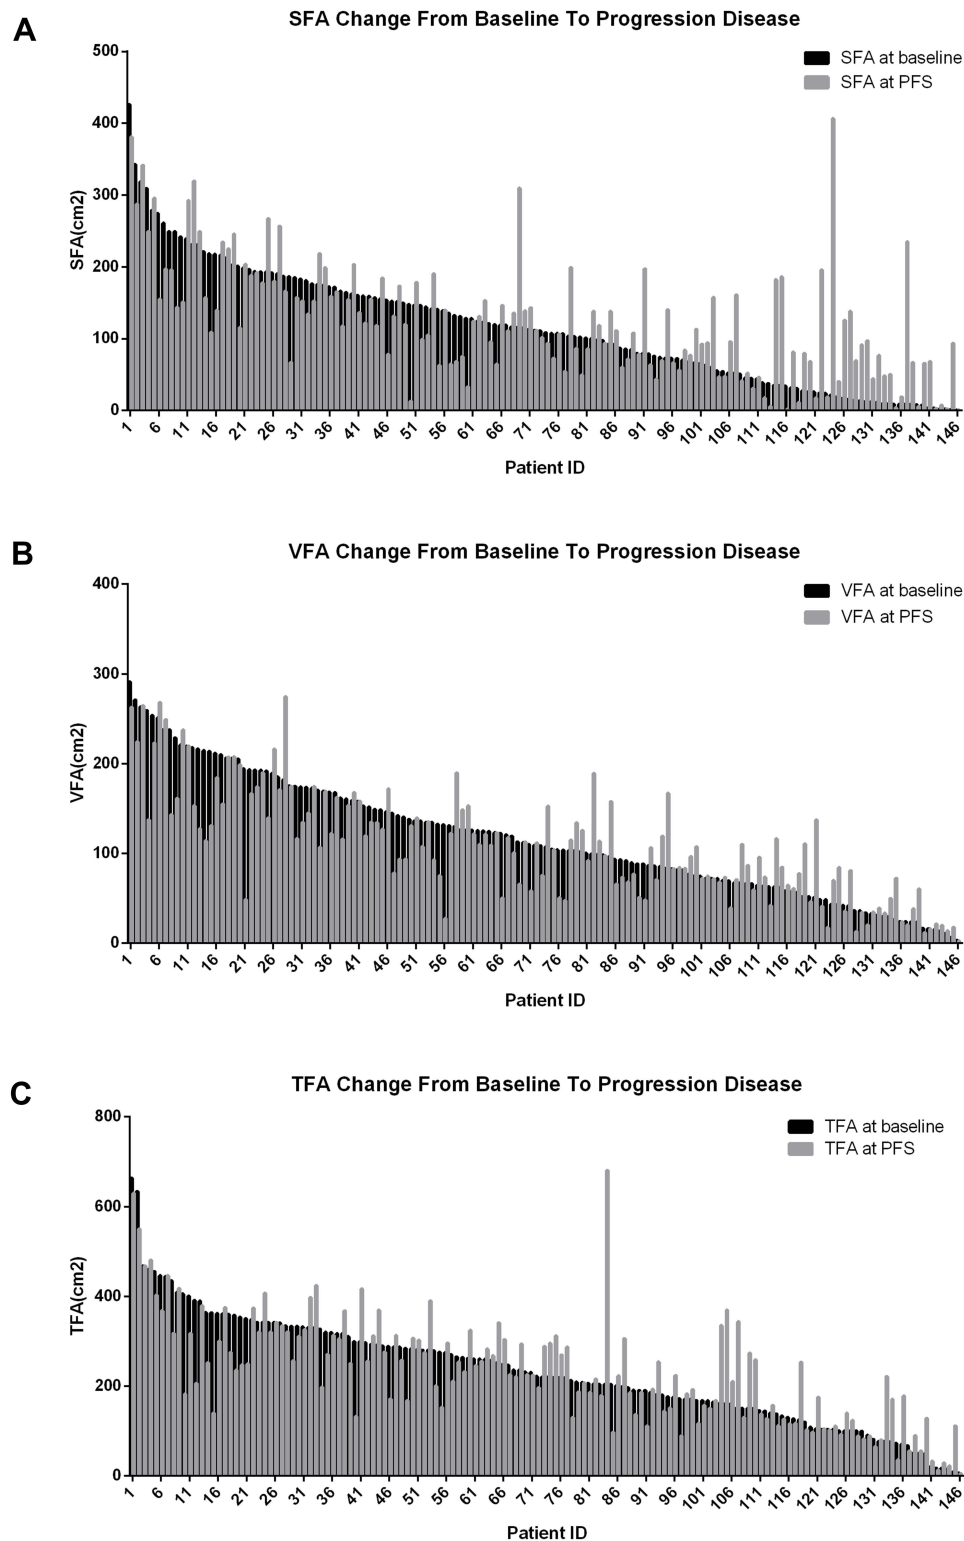 A
SFA Change From Baseline To Progression Disease
SFA at baseline
SFA at PFS
SFA(cm2)
500
400
300
200
100
0
1 6 11 16 21 26 31 36 41 46 51 56 61 66 71 76 81 86 91 96 101 106 111 116 121 126 131 136 141 146
Patient ID
B
VFA Change From Baseline To Progression Disease
VFA at baseline
VFA at PFS
VFA(cm2)
400
300
200
100
0
1 6 11 16 21 26 31 36 41 46 51 56 61 66 71 76 81 86 91 96 101 106 111 116 121 126 131 136 141 146
Patient ID
C
TFA Change From Baseline To Progression Disease
TFA at baseline
TFA at PFS
TFA(cm2)
800
600
400
200
0
1 6 11 16 21 26 31 36 41 46 51 56 61 66 71 76 81 86 91 96 101 106 111 116 121 126 131 136 141 146
Patient ID